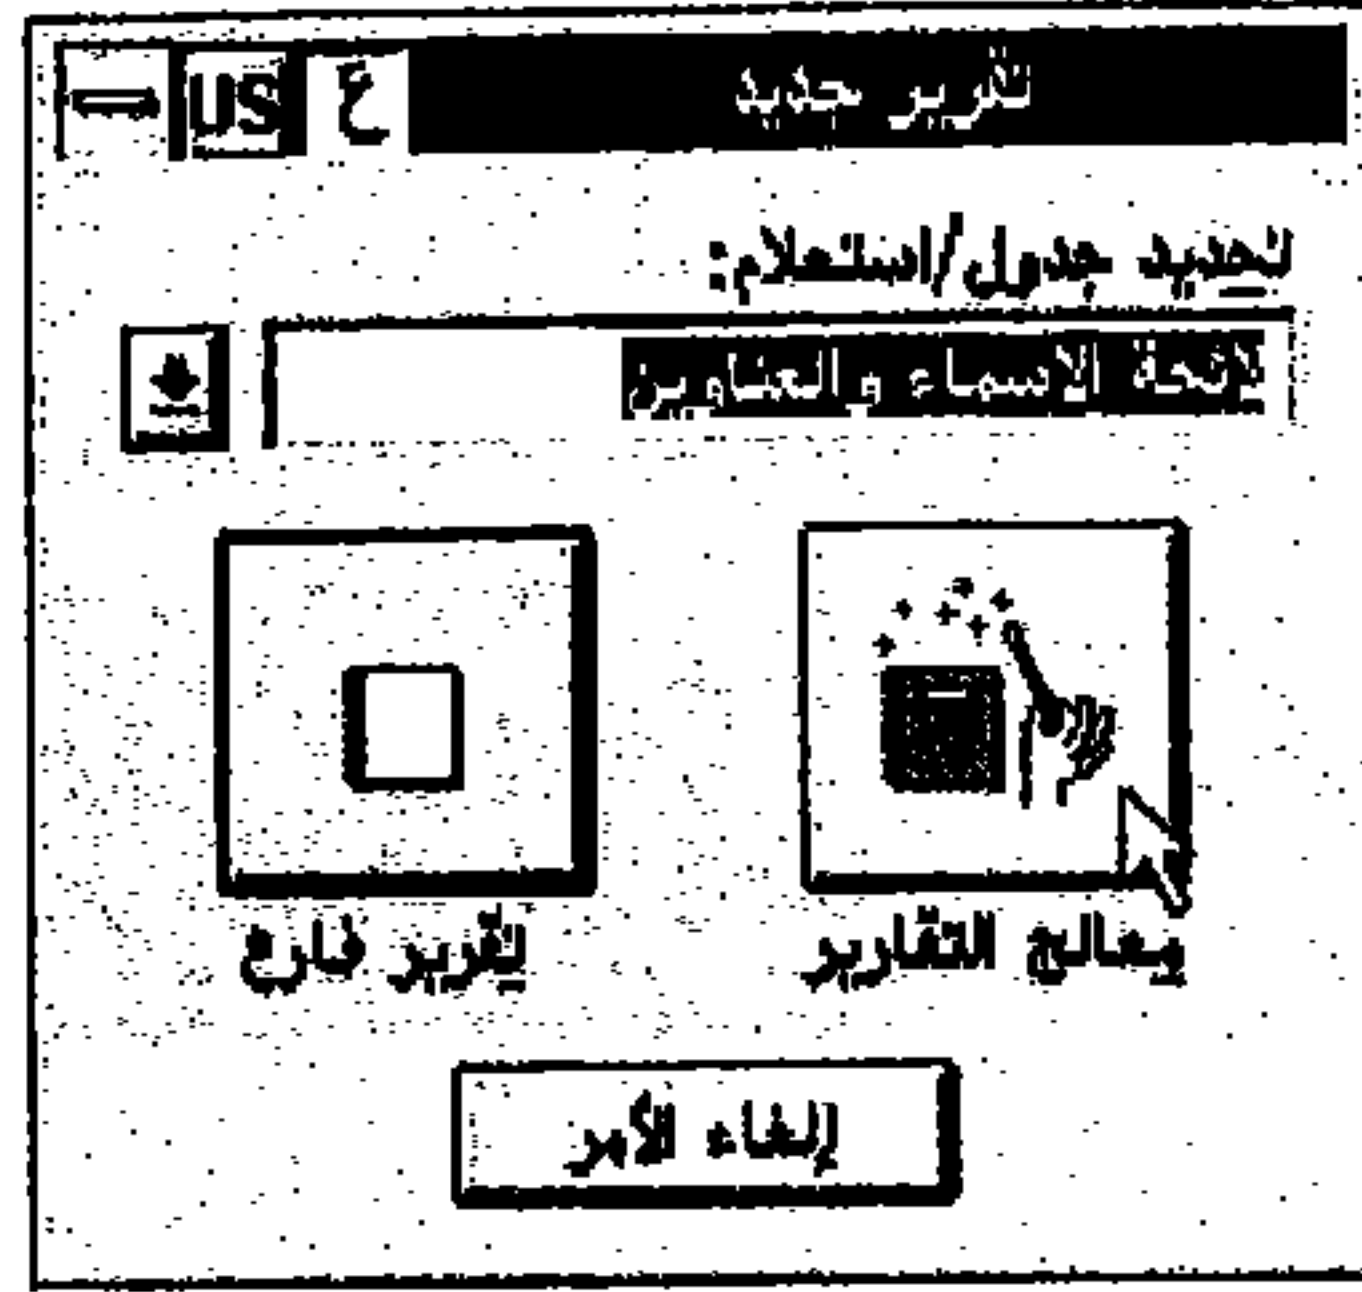 تقرير جديد ع US
تحديد جدول/استعلام:
لائحة الاسماء والعناوين
معالج التقارير تقرير فارغ
إلغاء الأمر